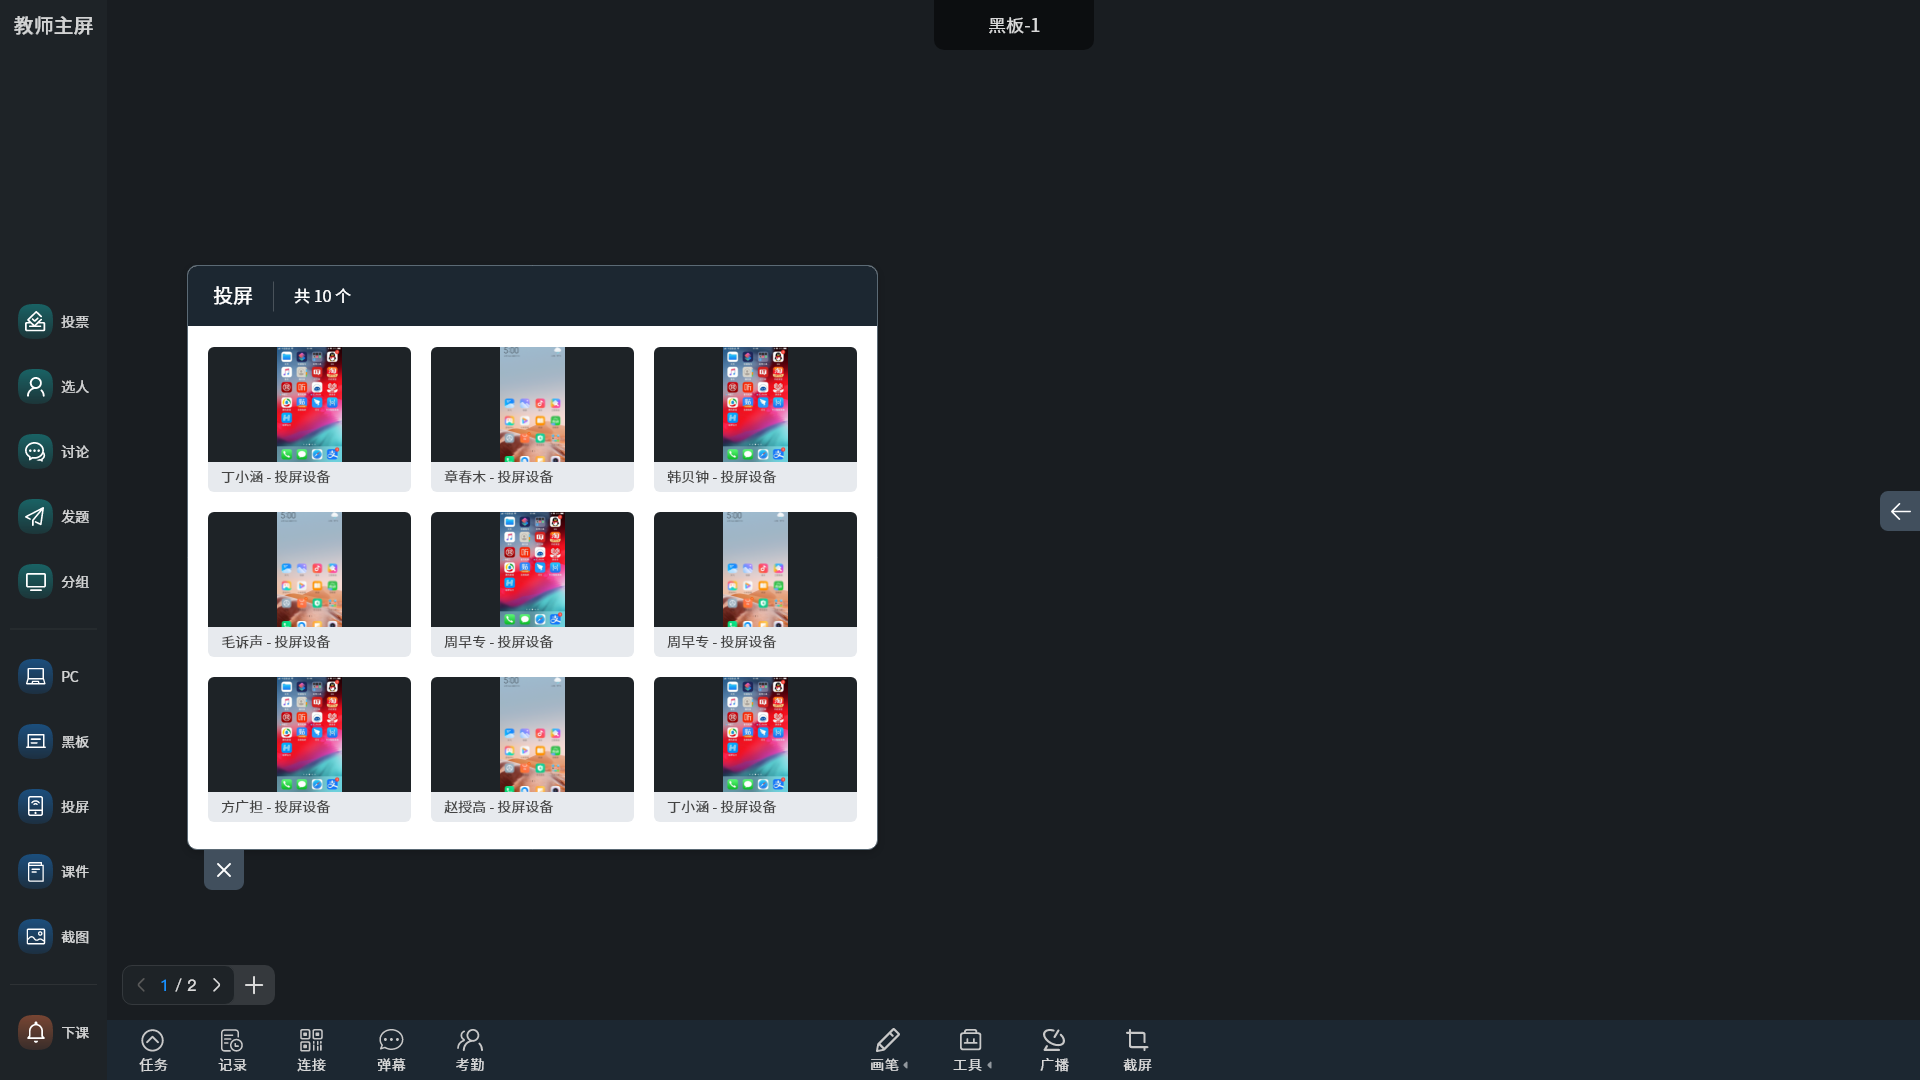 教师主屏
黑板-1
投屏
共 10 个
丁小涵 - 投屏设备
章春木 - 投屏设备
韩贝钟 - 投屏设备
毛诉声 - 投屏设备
周早专 - 投屏设备
周早专 - 投屏设备
方广担 - 投屏设备
赵授高 - 投屏设备
丁小涵 - 投屏设备
投票
选人
讨论
发题
分组
PC
黑板
投屏
课件
截图
下课
1 / 2
任务
记录
连接
弹幕
考勤
画笔
工具
广播
截屏